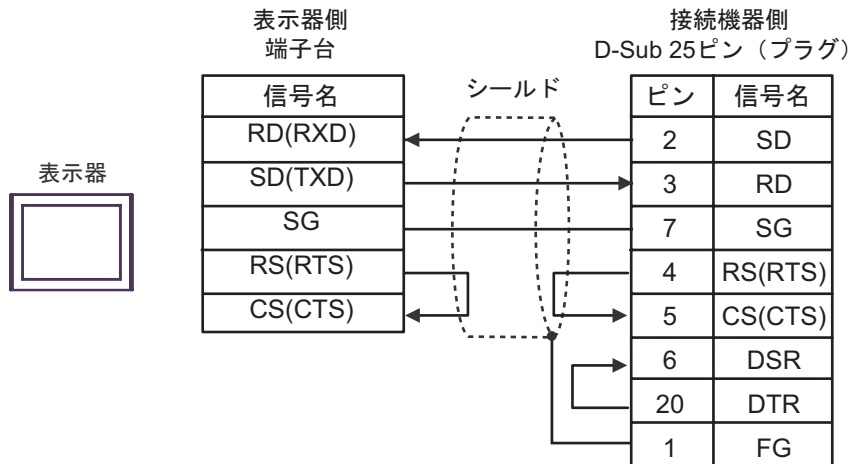 表示器側
端子台
接続機器側
D-Sub 25ピン（プラグ）
表示器
シールド
信号名
RD(RXD)
SD(TXD)
SG
RS(RTS)
CS(CTS)
ピン 信号名
2 SD
3 RD
7 SG
4 RS(RTS)
5 CS(CTS)
6 DSR
20 DTR
1 FG